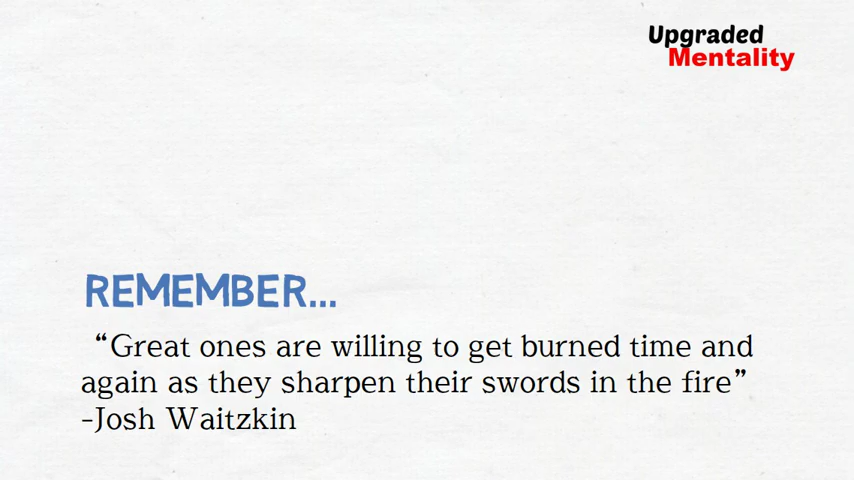 Upgraded
Mentality
REMEMBER...
“Great ones are willing to get burned time and
again as they sharpen their swords in the fire”
-Josh Waitzkin